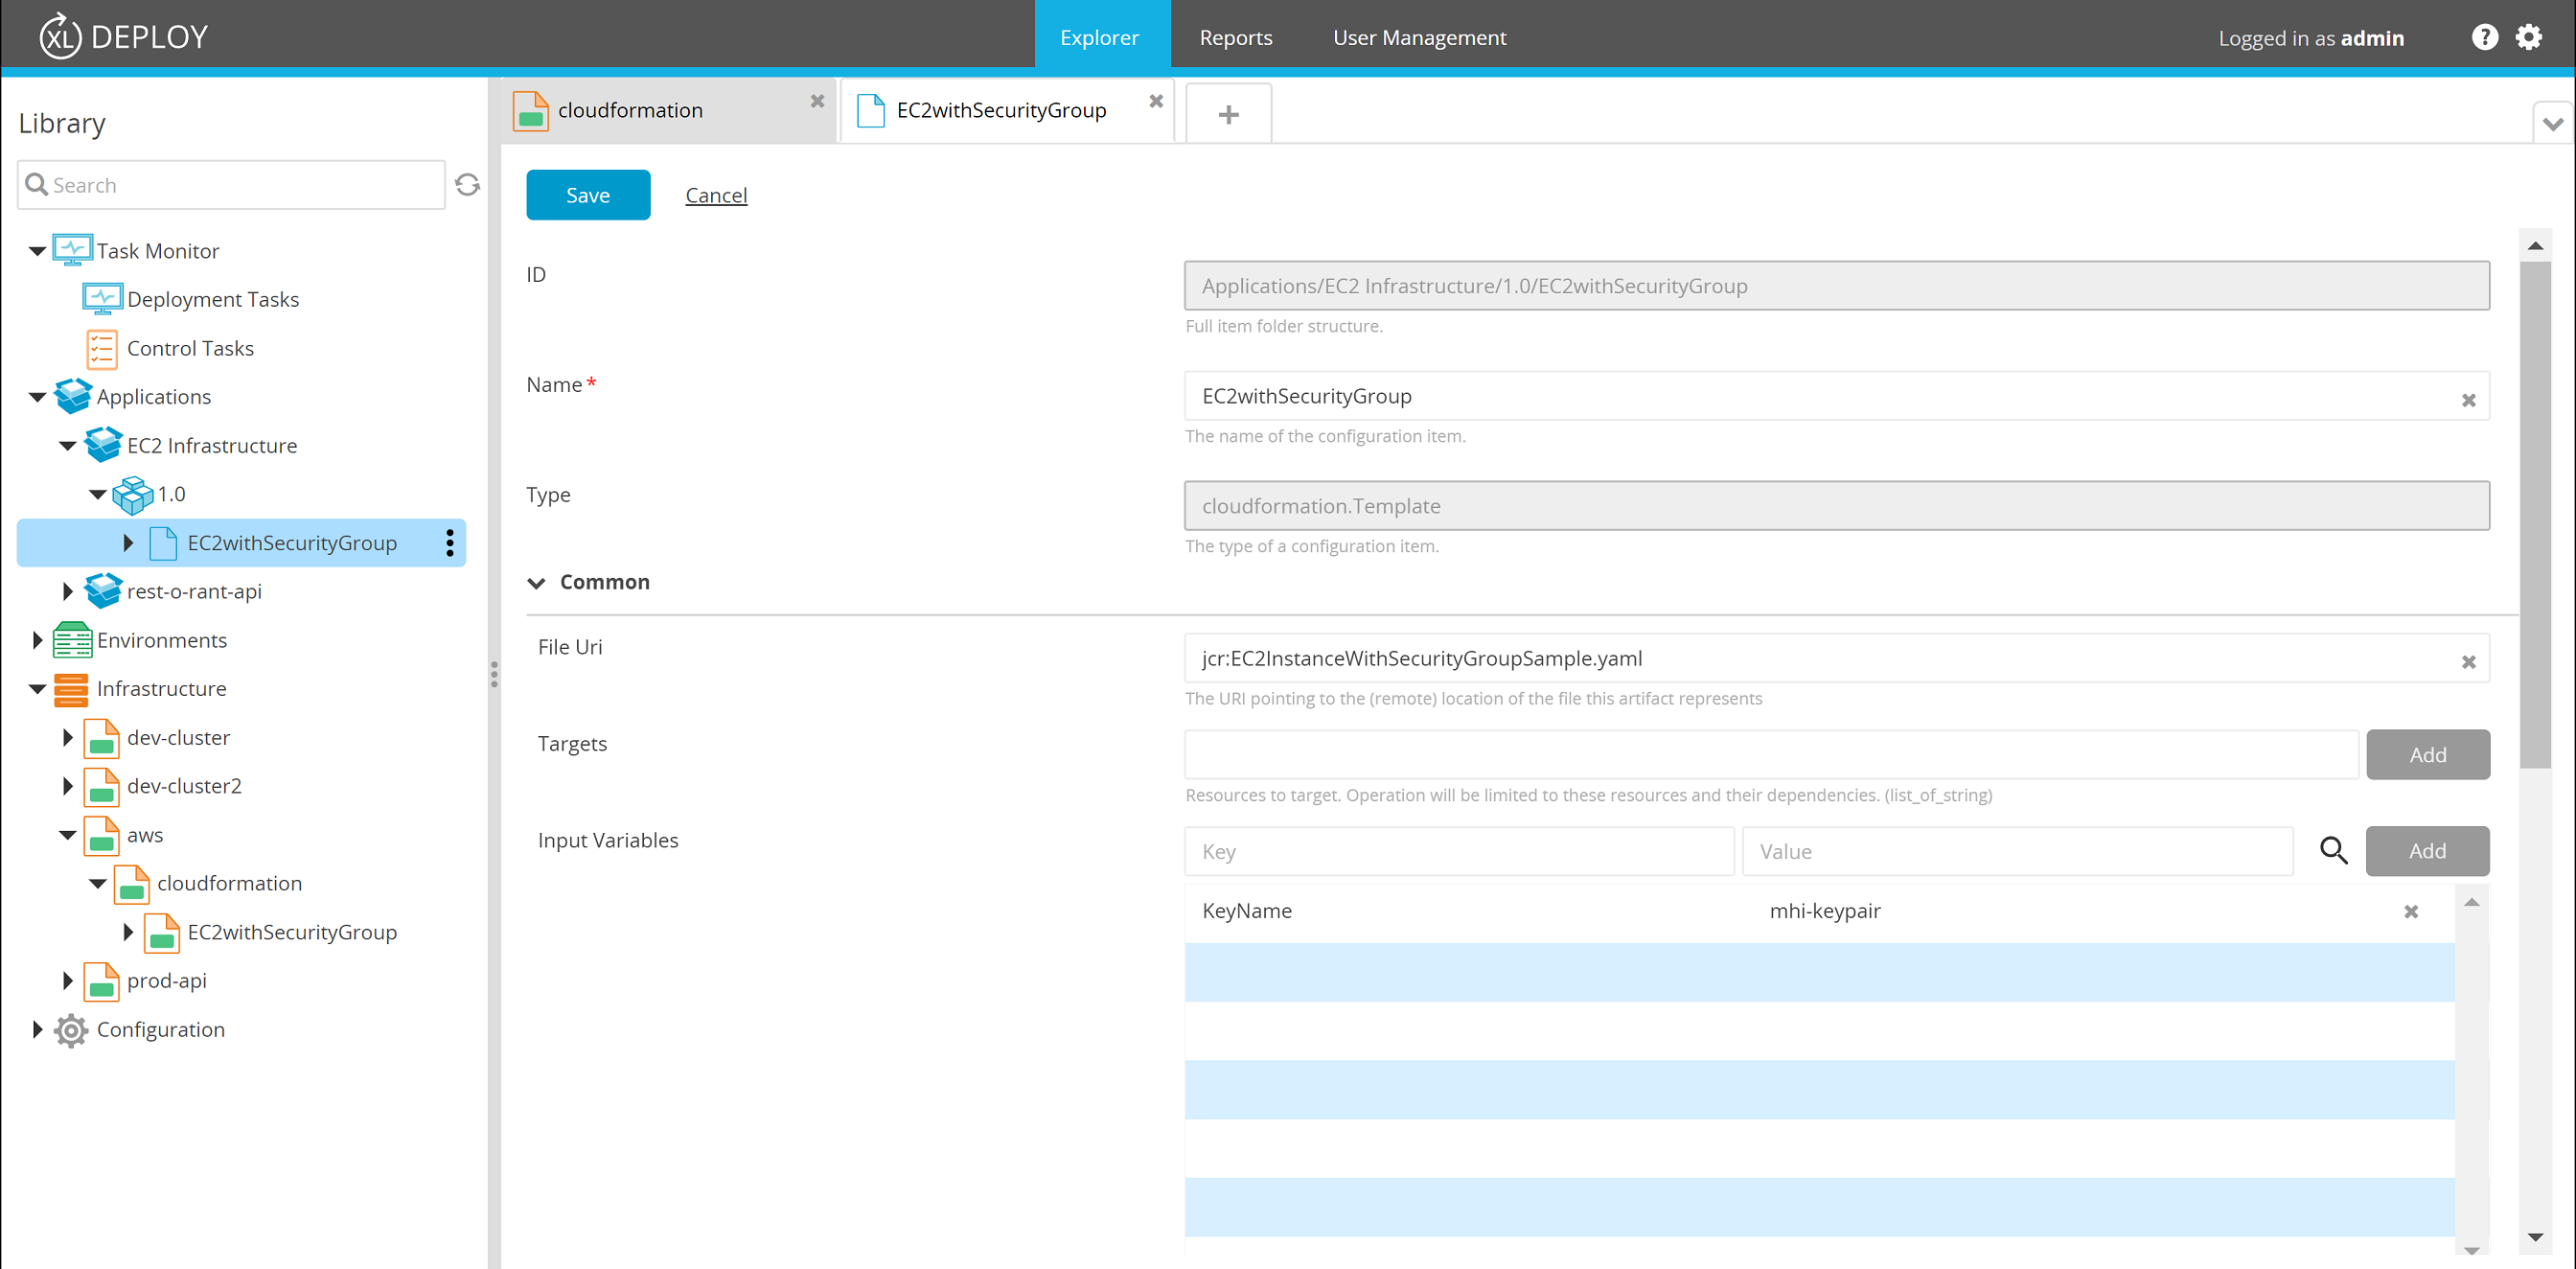 XL DEPLOY
Explorer
Reports
User Management
Logged in as admin
Library
Search
Task Monitor
Deployment Tasks
Control Tasks
Applications
EC2 Infrastructure
1.0
EC2withSecurityGroup
rest-o-rant-api
Environments
Infrastructure
dev-cluster
dev-cluster2
aws
cloudformation
EC2withSecurityGroup
prod-api
Configuration
cloudformation
EC2withSecurityGroup
Save
Cancel
ID
Applications/EC2 Infrastructure/1.0/EC2withSecurityGroup
Full item folder structure.
Name*
EC2withSecurityGroup
The name of the configuration item.
Type
cloudformation.Template
The type of a configuration item.
Common
File Uri
jcr:EC2InstanceWithSecurityGroupSample.yaml
The URI pointing to the (remote) location of the file this artifact represents
Targets
Add
Resources to target. Operation will be limited to these resources and their dependencies. (list_of_string)
Input Variables
Key
Value
Add
KeyName
mhi-keypair